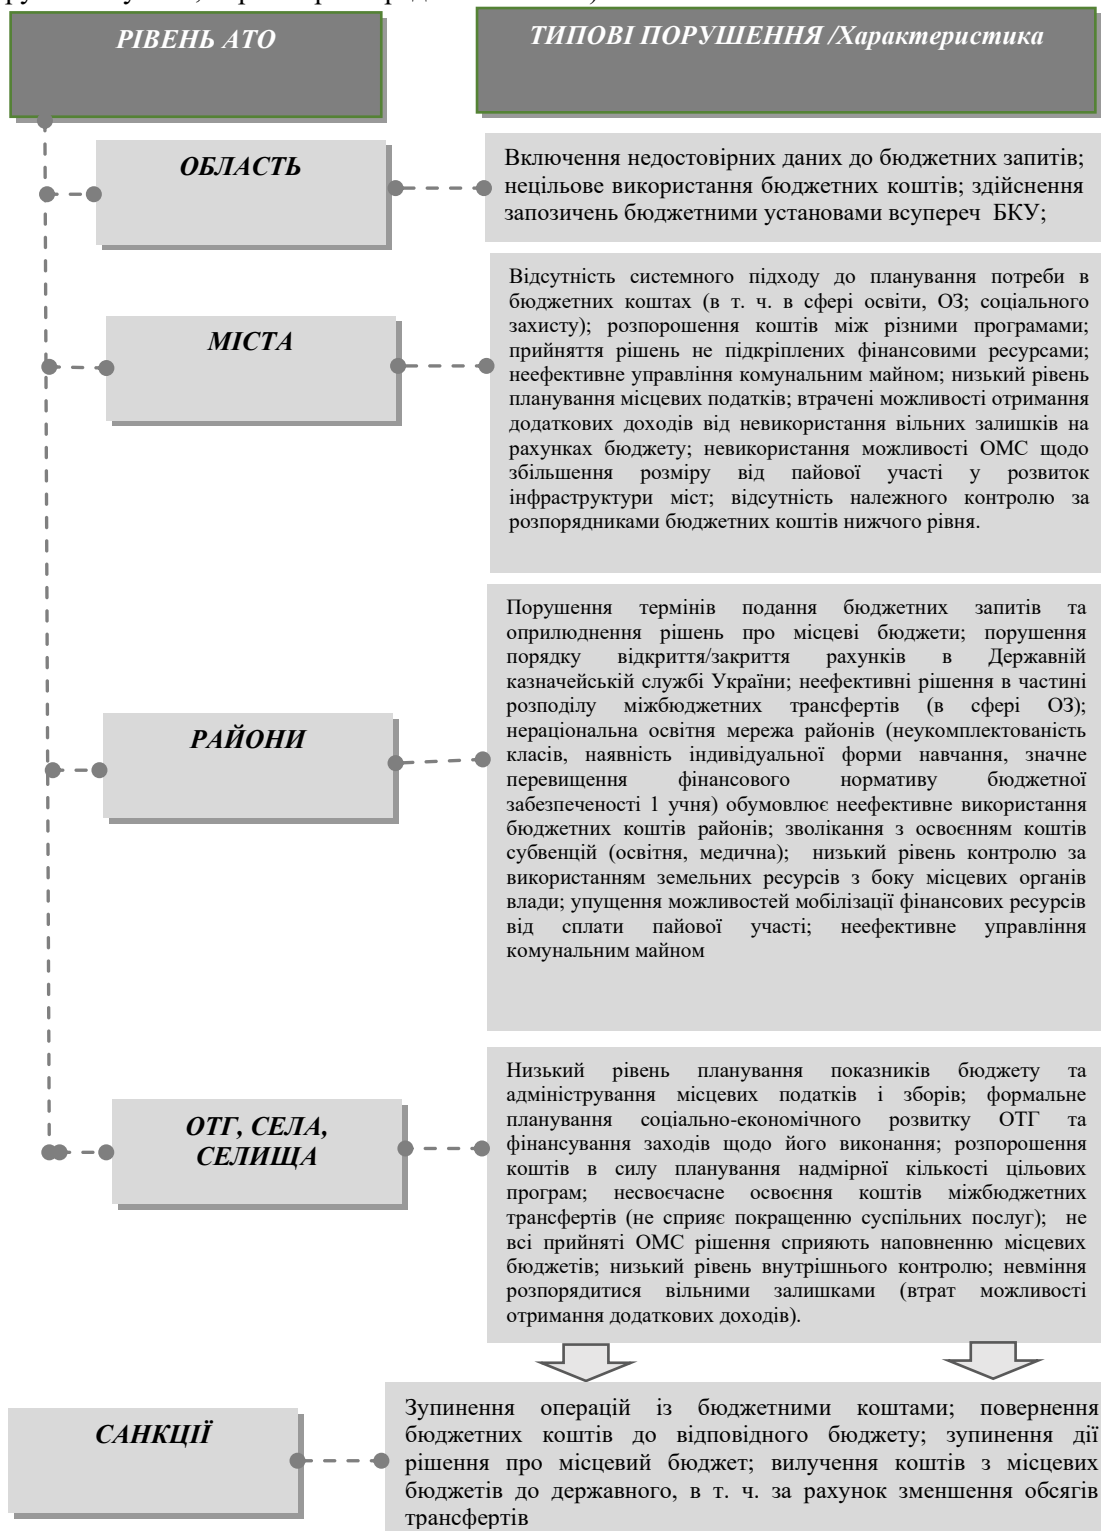 РІВЕНЬ АТО
ТИПОВІ ПОРУШЕННЯ /Характеристика
ОБЛАСТЬ
Включення недостовірних даних до бюджетних запитів;
нецільове використання бюджетних коштів; здійснення
запозичень бюджетними установами всупереч БКУ;
МІСТА
Відсутність системного підходу до планування потреби в
бюджетних коштах (в т. ч. в сфері освіти, ОЗ; соціального
захисту); розпорошення коштів між різними програмами;
прийняття рішень не підкріплених фінансовими ресурсами;
неефективне управління комунальним майном; низький рівень
планування місцевих податків; втрачені можливості отримання
додаткових доходів від невикористання вільних залишків на
рахунках бюджету; невикористання можливості ОМС щодо
збільшення розміру від пайової участі у розвиток
інфраструктури міст; відсутність належного контролю за
розпорядниками бюджетних коштів нижчого рівня.
РАЙОНИ
Порушення термінів подання бюджетних запитів та
оприлюднення рішень про місцеві бюджети; порушення
порядку відкриття/закриття рахунків в Державній
казначейській службі України; неефективні рішення в частині
розподілу міжбюджетних трансфертів (в сфері ОЗ);
нераціональна освітня мережа районів (неукомплектованість
класів, наявність індивідуальної форми навчання, значне
перевищення фінансового нормативу бюджетної
забезпеченості 1 учня) обумовлює неефективне використання
бюджетних коштів районів; зволікання з освоєнням коштів
субвенцій (освітня, медична); низький рівень контролю за
використанням земельних ресурсів з боку місцевих органів
влади; упущення можливостей мобілізації фінансових ресурсів
від сплати пайової участі; неефективне управління
комунальним майном
ОТГ, СЕЛА,
СЕЛИЩА
Низький рівень планування показників бюджету та
адміністрування місцевих податків і зборів; формальне
планування соціально-економічного розвитку ОТГ та
фінансування заходів щодо його виконання; розпорошення
коштів в силу планування надмірної кількості цільових
програм; несвоєчасне освоєння коштів міжбюджетних
трансфертів (не сприяє покращенню суспільних послуг); не
всі прийняті ОМС рішення сприяють наповненню місцевих
бюджетів; низький рівень внутрішнього контролю; невміння
розпорядитися вільними залишками (втрат можливості
отримання додаткових доходів).
САНКЦІЇ
Зупинення операцій із бюджетними коштами; повернення
бюджетних коштів до відповідного бюджету; зупинення дії
рішення про місцевий бюджет; вилучення коштів з місцевих
бюджетів до державного, в т. ч. за рахунок зменшення обсягів
трансфертів